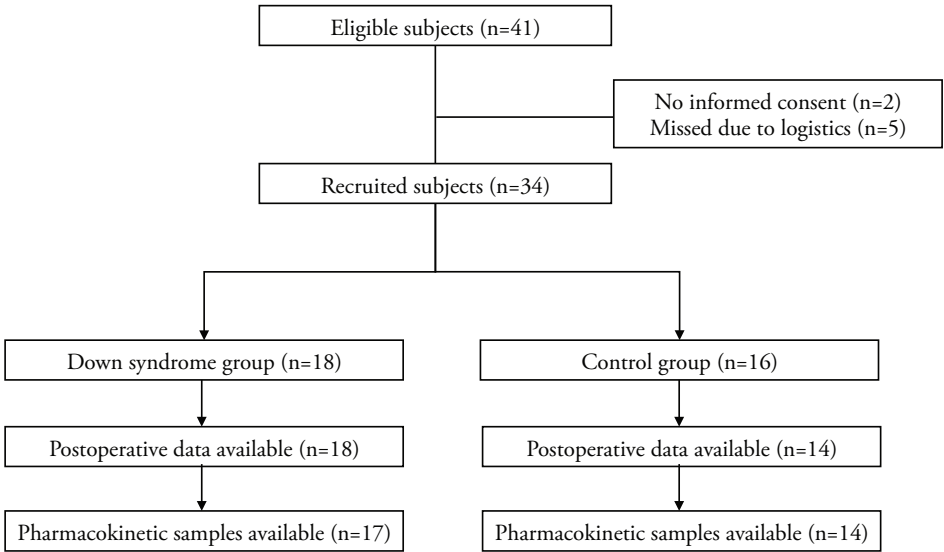 Eligible subjects (n=41)
No informed consent (n=2)
Missed due to logistics (n=5)
Recruited subjects (n=34)
Down syndrome group (n=18)
Control group (n=16)
Postoperative data available (n=18)
Postoperative data available (n=14)
Pharmacokinetic samples available (n=17)
Pharmacokinetic samples available (n=14)